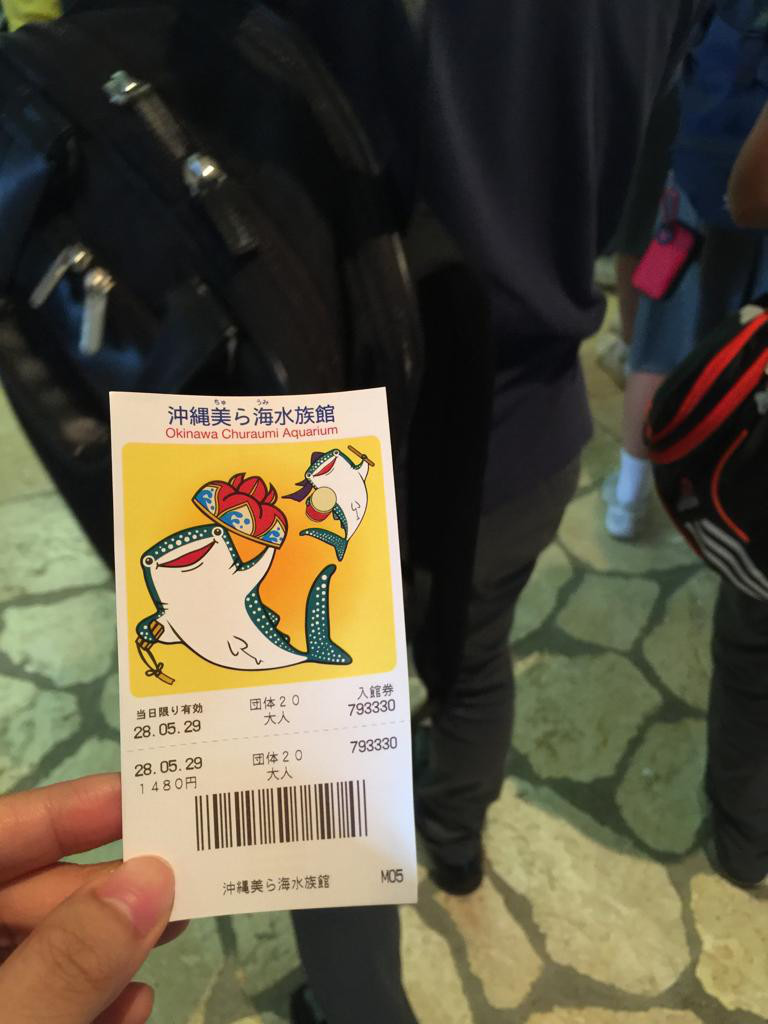 ちゅ うみ
沖縄美ら海水族館
Okinawa Churaumi Aquarium
当日限り有効 団体20 入館券
28.05.29 大人 793330
28.05.29 団体20 793330
1480円 大人
沖縄美ら海水族館 M05